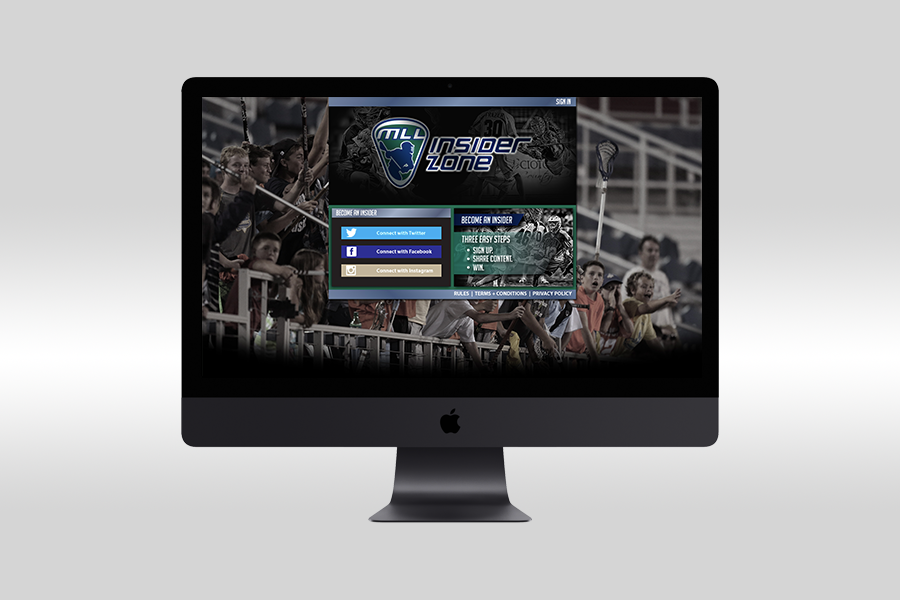 SIGN IN
30
MLL
INSIDER
ZONE
BECOME AN INSIDER
Connect with Twitter
Connect with Facebook
Connect with Instagram
BECOME AN INSIDER
THREE EASY STEPS
• SIGN UP.
• SHARE CONTENT.
• WIN.
RULES | TERMS + CONDITIONS | PRIVACY POLICY